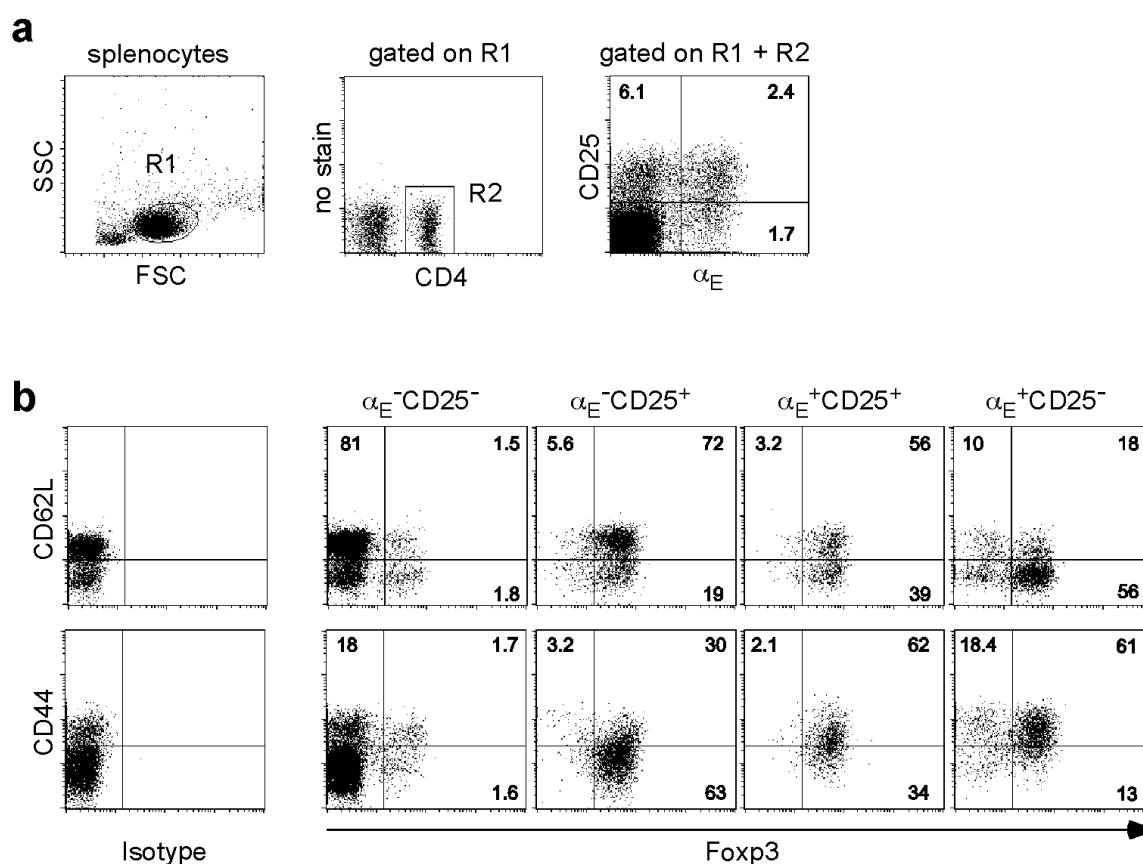 a
splenocytes
gated on R1
gated on R1 + R2
SSC
R1
FSC
no stain
R2
CD4
CD25
6.1
2.4
1.7
αE
b
αE-CD25-
αE-CD25+
αE+CD25+
αE+CD25-
CD62L
81
1.5
1.8
5.6
72
19
3.2
56
39
10
18
56
CD44
18
1.7
1.6
3.2
30
63
2.1
62
34
18.4
61
13
Isotype
Foxp3